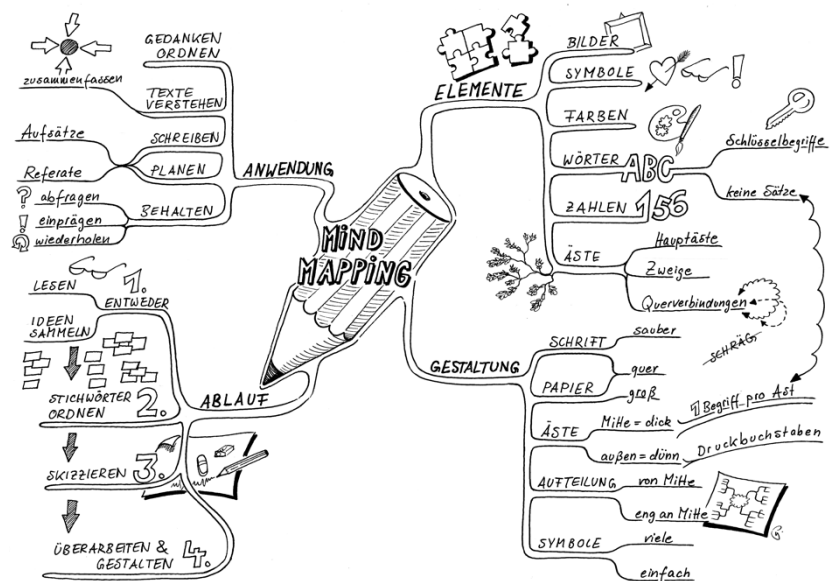 MIND
MAPPING
ANWENDUNG
GEDANKEN
ORDNEN
TEXTE
VERSTEHEN
zusammenfassen
SCHREIBEN
PLANEN
Aufsätze
Referate
BEHALTEN
? abfragen
! einprägen
wiederholen
ELEMENTE
BILDER
SYMBOLE
!
FARBEN
WÖRTER ABC
Schlüsselbegriffe
keine Sätze
ZAHLEN 156
ÄSTE
Hauptäste
Zweige
Querverbindungen
GESTALTUNG
SCHRIFT
sauber
SCHRÄG
PAPIER
quer
groß
ÄSTE
Mitte = dick
1 Begriff pro Ast
außen = dünn
Druckbuchstaben
AUFTEILUNG
von Mitte
eng an Mitte
SYMBOLE
viele
einfach
ABLAUF
1.
ENTWEDER
LESEN
IDEEN
SAMMELN
STICHWÖRTER
ORDNEN 2.
SKIZZIEREN 3.
ÜBERARBEITEN &
GESTALTEN 4.